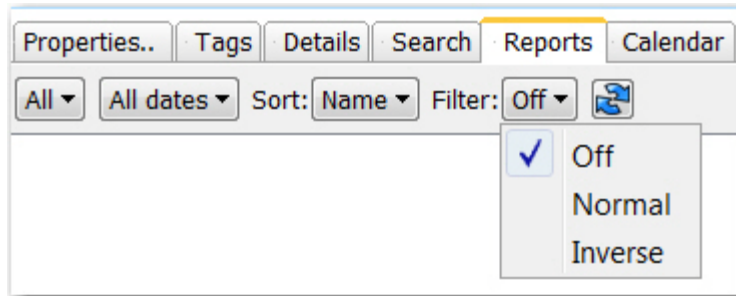 Properties.. Tags Details Search Reports Calendar
All All dates Sort: Name Filter: Off
Off
Normal
Inverse